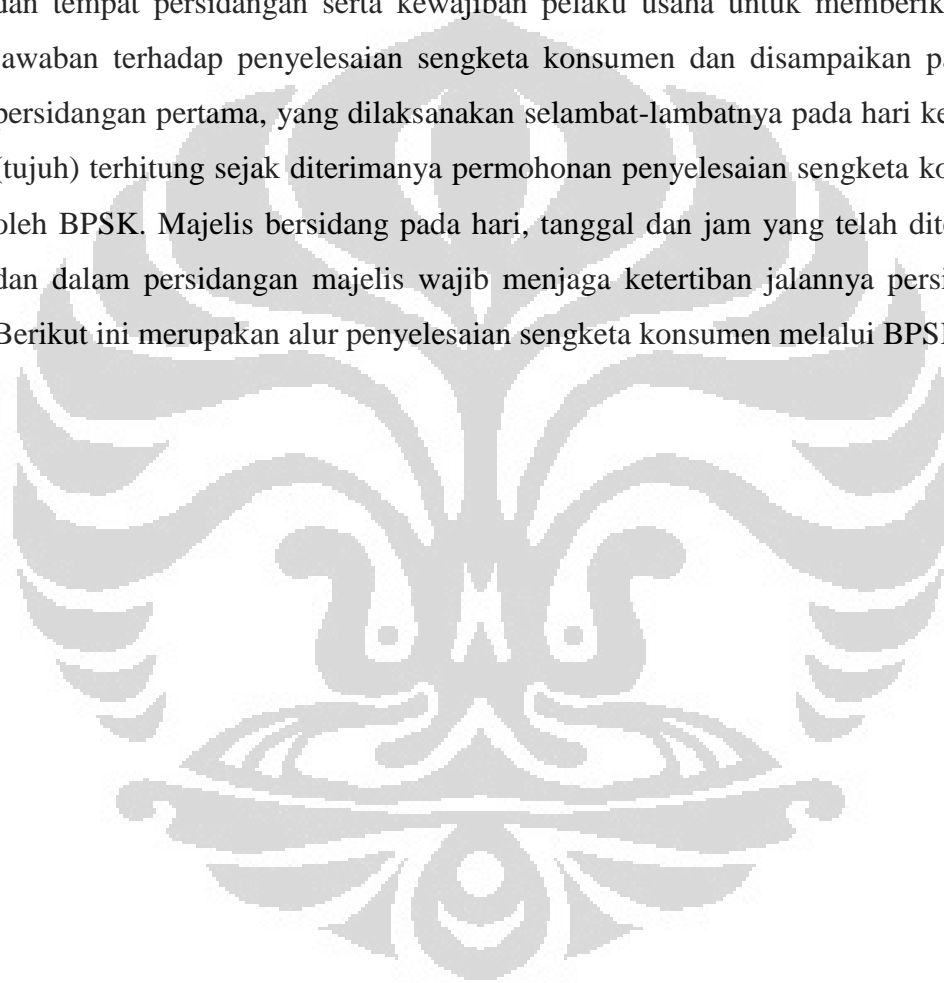 dan tempat persidangan serta kewajiban pelaku usaha untuk memberik
jawaban terhadap penyelesaian sengketa konsumen dan disampaikan pa
persidangan pertama, yang dilaksanakan selambat-lambatnya pada hari ke
(tujuh) terhitung sejak diterimanya permohonan penyelesaian sengketa ko
oleh BPSK. Majelis bersidang pada hari, tanggal dan jam yang telah dit
dan dalam persidangan majelis wajib menjaga ketertiban jalannya persi
Berikut ini merupakan alur penyelesaian sengketa konsumen melalui BPSK